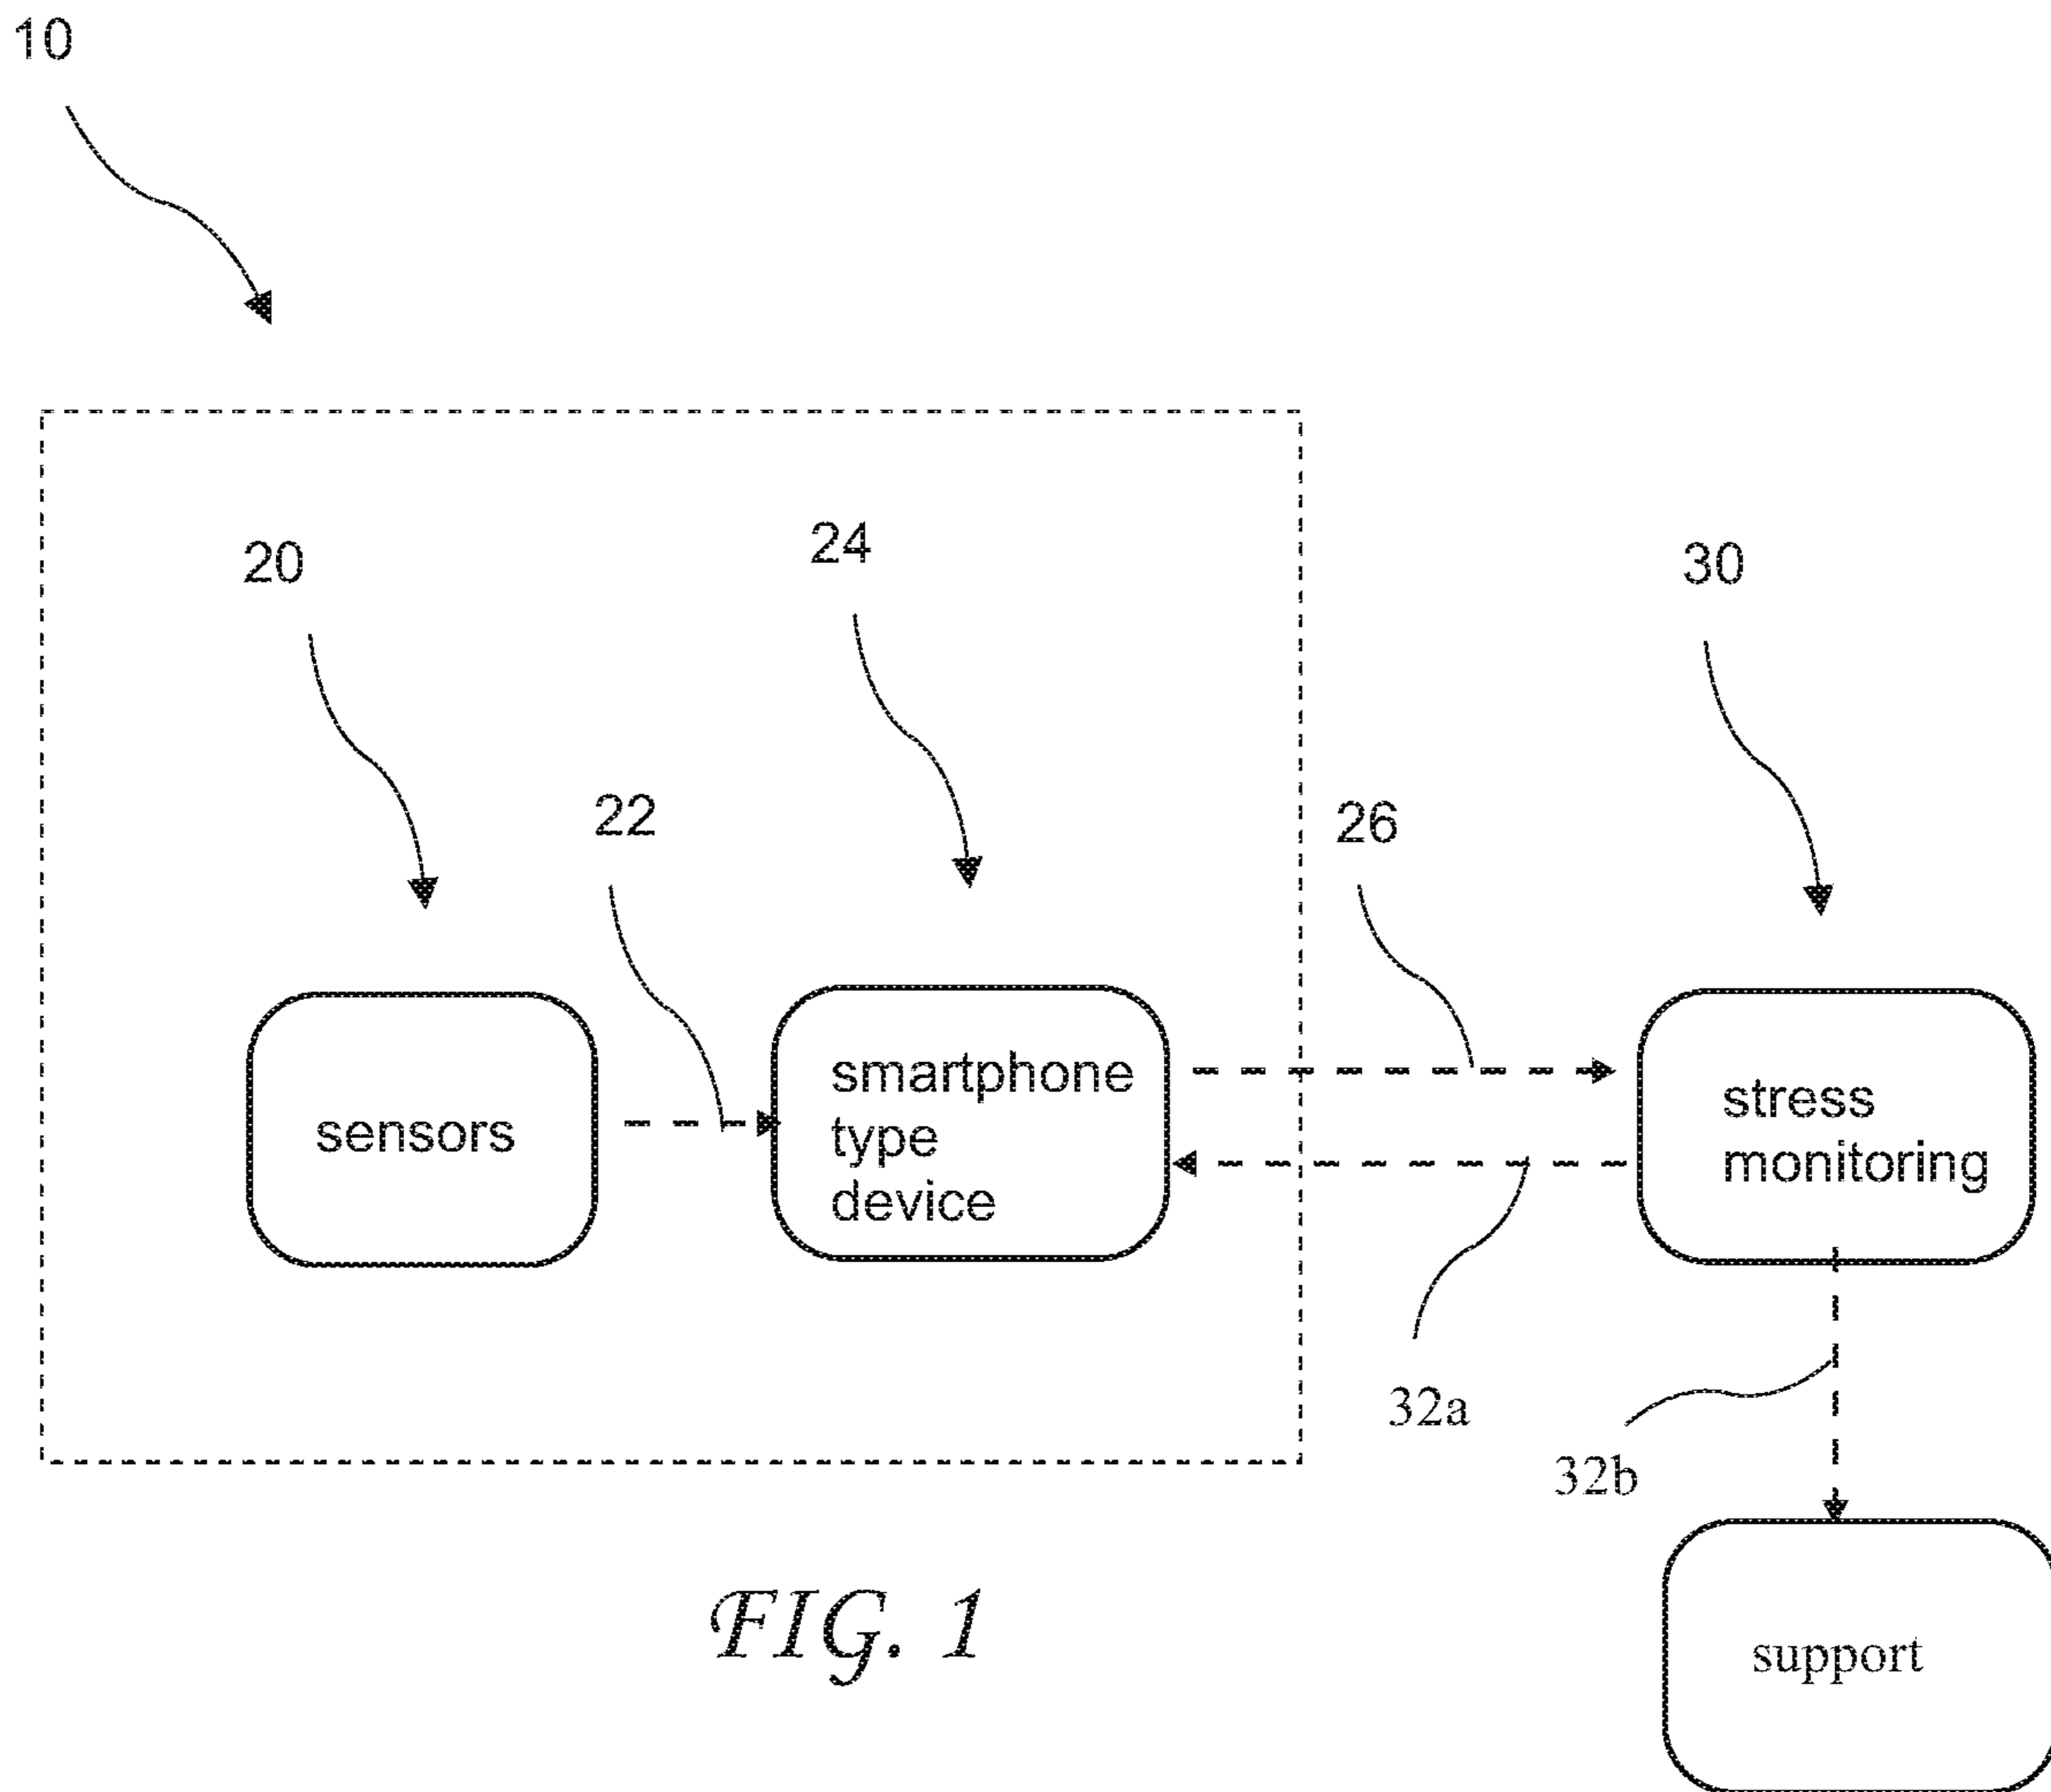 10
20
24
30
22
26
sensors
smartphone
type
device
stress
monitoring
32a
32b
FIG. 1
support